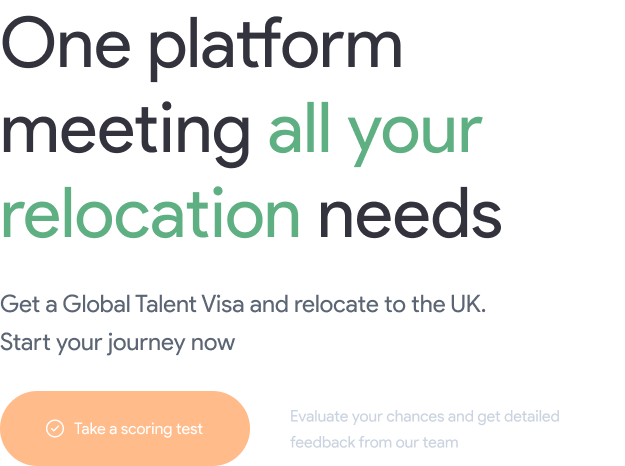 One platform
meeting all your
relocation needs
Get a Global Talent Visa and relocate to the UK.
Start your journey now
Take a scoring test
Evaluate your chances and get detailed
feedback from our team